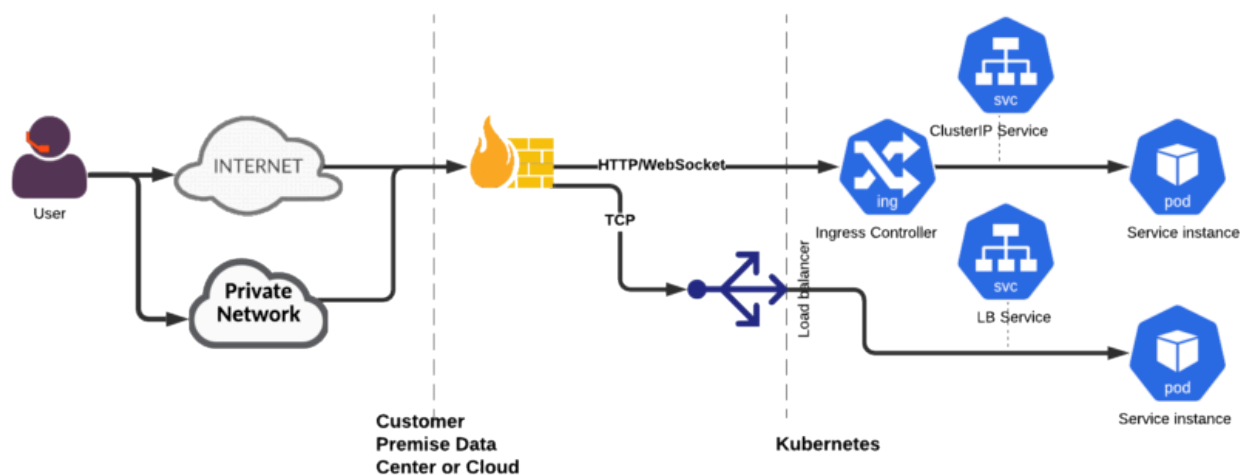 User
INTERNET
Private
Network
Customer
Premise Data
Center or Cloud
HTTP/WebSocket
TCP
Load balancer
Kubernetes
ing
Ingress Controller
svc
ClusterIP Service
pod
Service instance
svc
LB Service
pod
Service instance